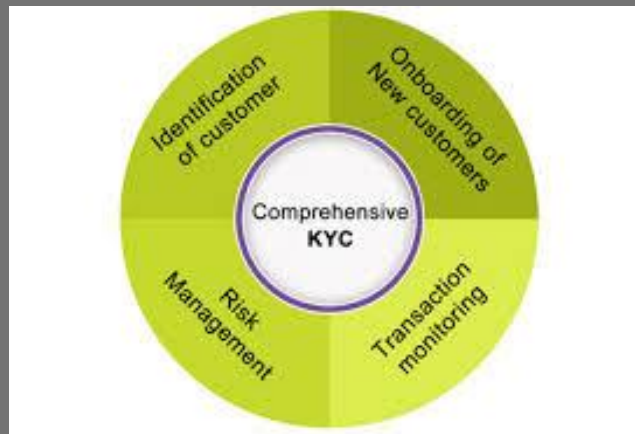 Identification
of customer
Onboarding of
New customers
Comprehensive
KYC
Risk
Management
Transaction
monitoring